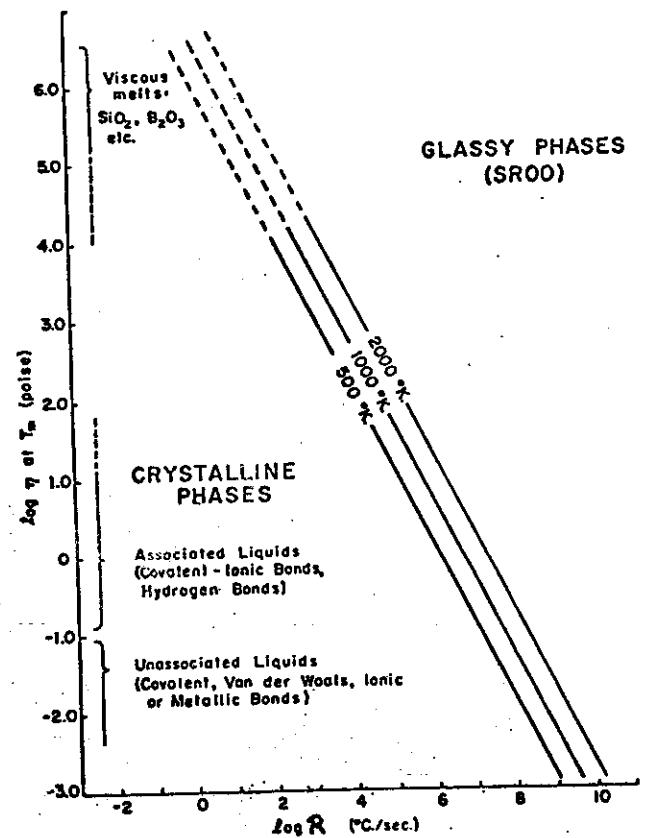 6.0
5.0
4.0
3.0
2.0
1.0
0
-1.0
-2.0
-3.0
log η at Tm (poise)
Viscous
melts·
SiO₂, B₂O₃
etc.
GLASSY PHASES
(SROO)
2000 °K.
1000 °K.
500 °K.
CRYSTALLINE
PHASES
Associated Liquids
(Covalent)-Ionic Bonds,
Hydrogen Bonds)
Unassociated Liquids
(Covalent, Van der Waals, Ionic
or Metallic Bonds)
-2
0
2
4
6
8
10
log R (°C./sec.)